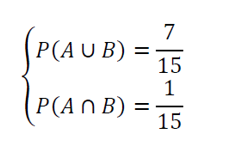 P(A ∪ B) = 7/15
P(A ∩ B) = 1/15